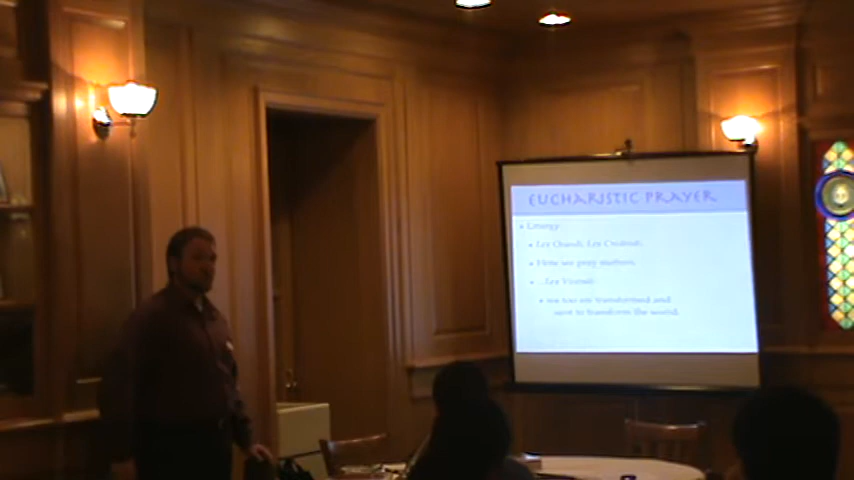 EUCHARISTIC PRAYER
• Liturgy
• Lex Orandi, Lex Credendi
• How we pray matters.
• ...Lex Vivendi
• we too are transformed and
sent to transform the world.